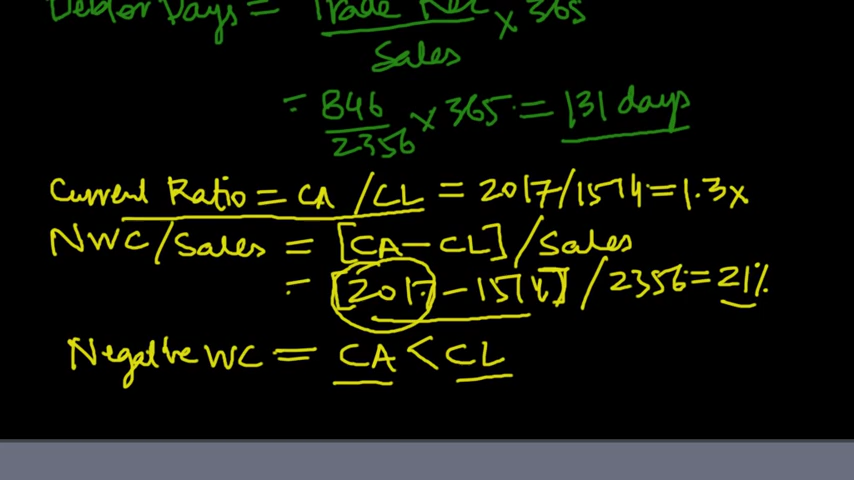 Debtor Days = Trade Rec x 365
Sales
= 846 x 365 = 131 days
2356
Current Ratio = CA / CL = 2017/1574 = 1.3x
NWC/Sales = [CA - CL] / Sales
= [2017 - 1574] / 2356 = 21%
Negative WC = CA < CL